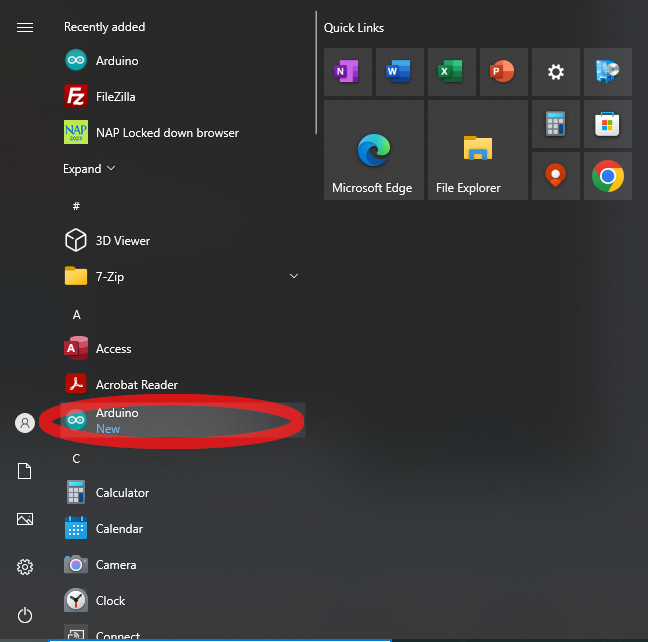 Recently added
Arduino
FileZilla
NAP Locked down browser
Expand
#
3D Viewer
7-Zip
A
Access
Acrobat Reader
Arduino
New
C
Calculator
Calendar
Camera
Clock
Connect
Quick Links
Microsoft Edge
File Explorer